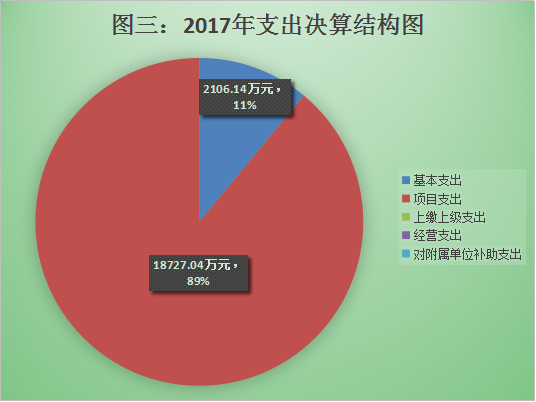 图三：2017年支出决算结构图
2106.14万元，
11%
18727.04万元，
89%
基本支出
项目支出
上缴上级支出
经营支出
对附属单位补助支出